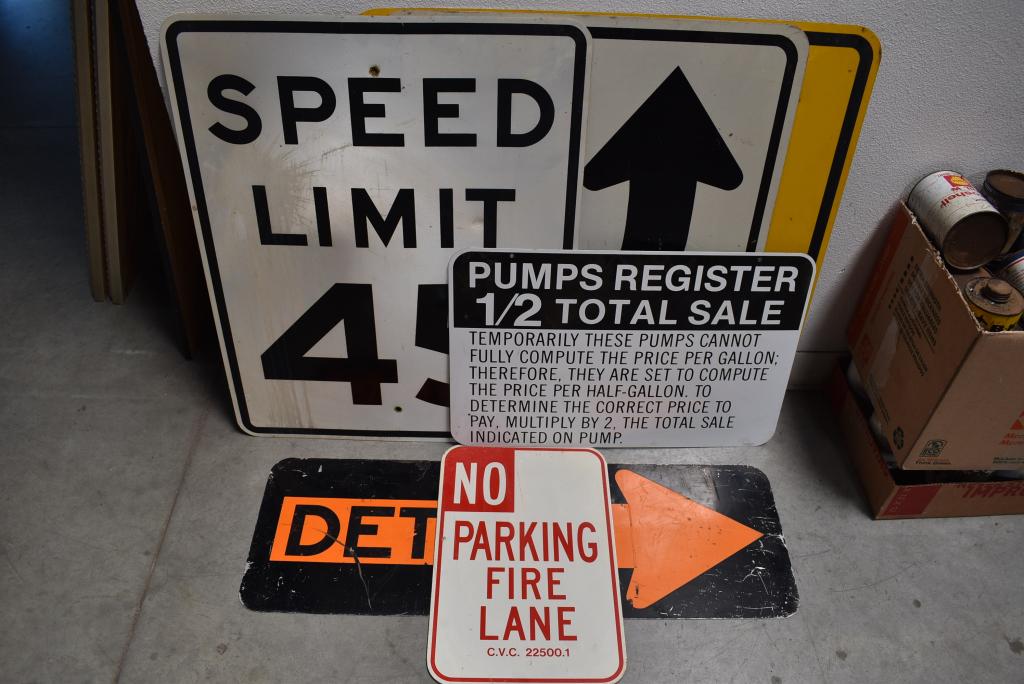 SPEED
LIMIT
45
PUMPS REGISTER
1/2 TOTAL SALE
TEMPORARILY THESE PUMPS CANNOT
FULLY COMPUTE THE PRICE PER GALLON;
THEREFORE, THEY ARE SET TO COMPUTE
THE PRICE PER HALF-GALLON. TO
DETERMINE THE CORRECT PRICE TO
PAY, MULTIPLY BY 2, THE TOTAL SALE
INDICATED ON PUMP.
DET
NO
PARKING
FIRE
LANE
C.V.C. 22500.1